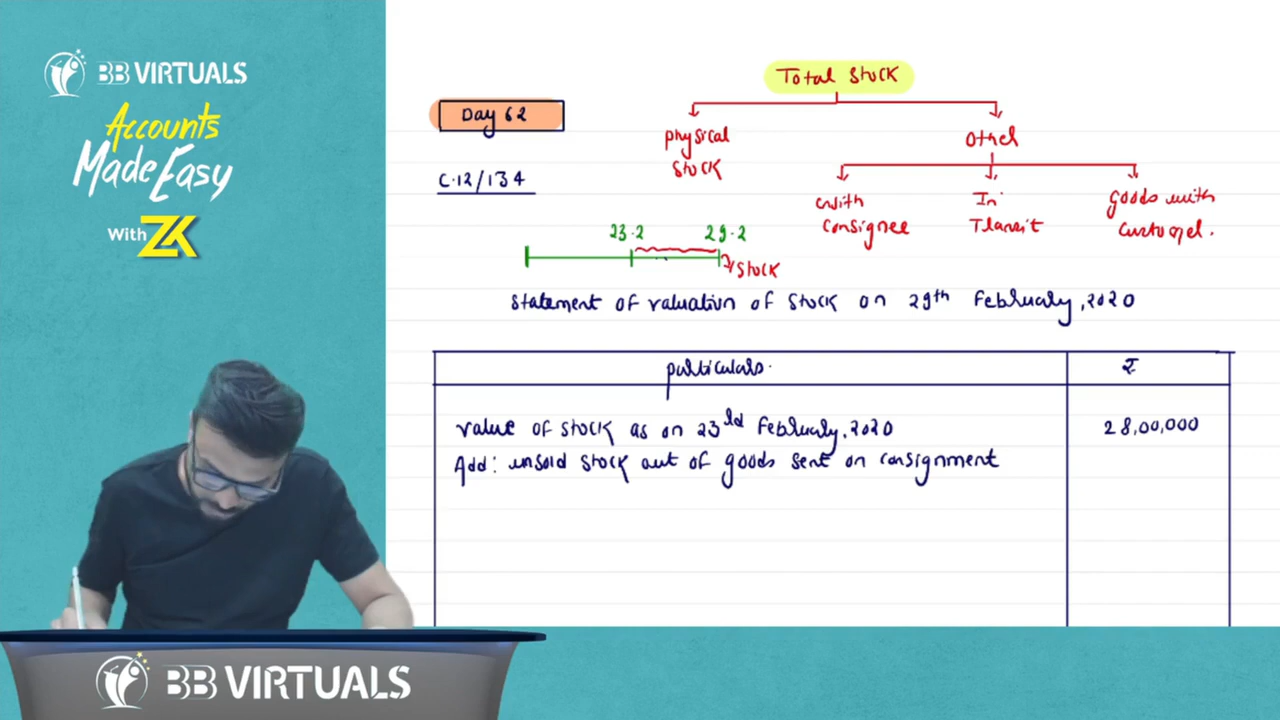 BB VIRTUALS
Accounts
Made Easy
With ZK
Day 62
C.12/134
Total Stock
physical
Stock
Other
With
Consignee
In
Transit
goods with
customer.
23.2
29.2
Stock
Statement of valuation of Stock on 29th February, 2020
particulars.
₹
value of stock as on 23rd February, 2020
28,00,000
Add: unsold stock out of goods sent on consignment
BB VIRTUALS